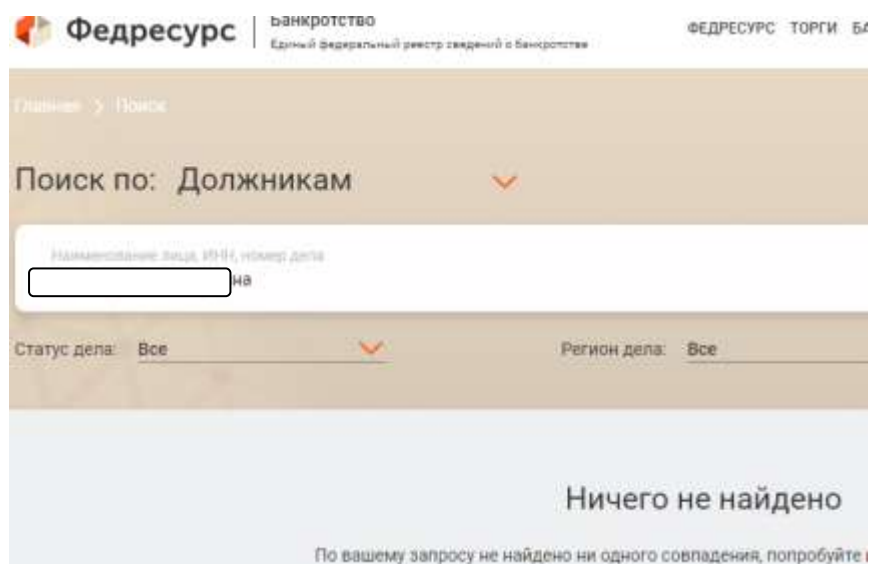 Федресурс
Банкротство
Единый федеральный реестр сведений о банкротстве
ФЕДРЕСУРС ТОРГИ
Главная > Поиск
Поиск по: Должникам
Наименование лица, ИНН, номер дела
на
Статус дела: Все
Регион дела: Все
Ничего не найдено
По вашему запросу не найдено ни одного совпадения, попробуйте